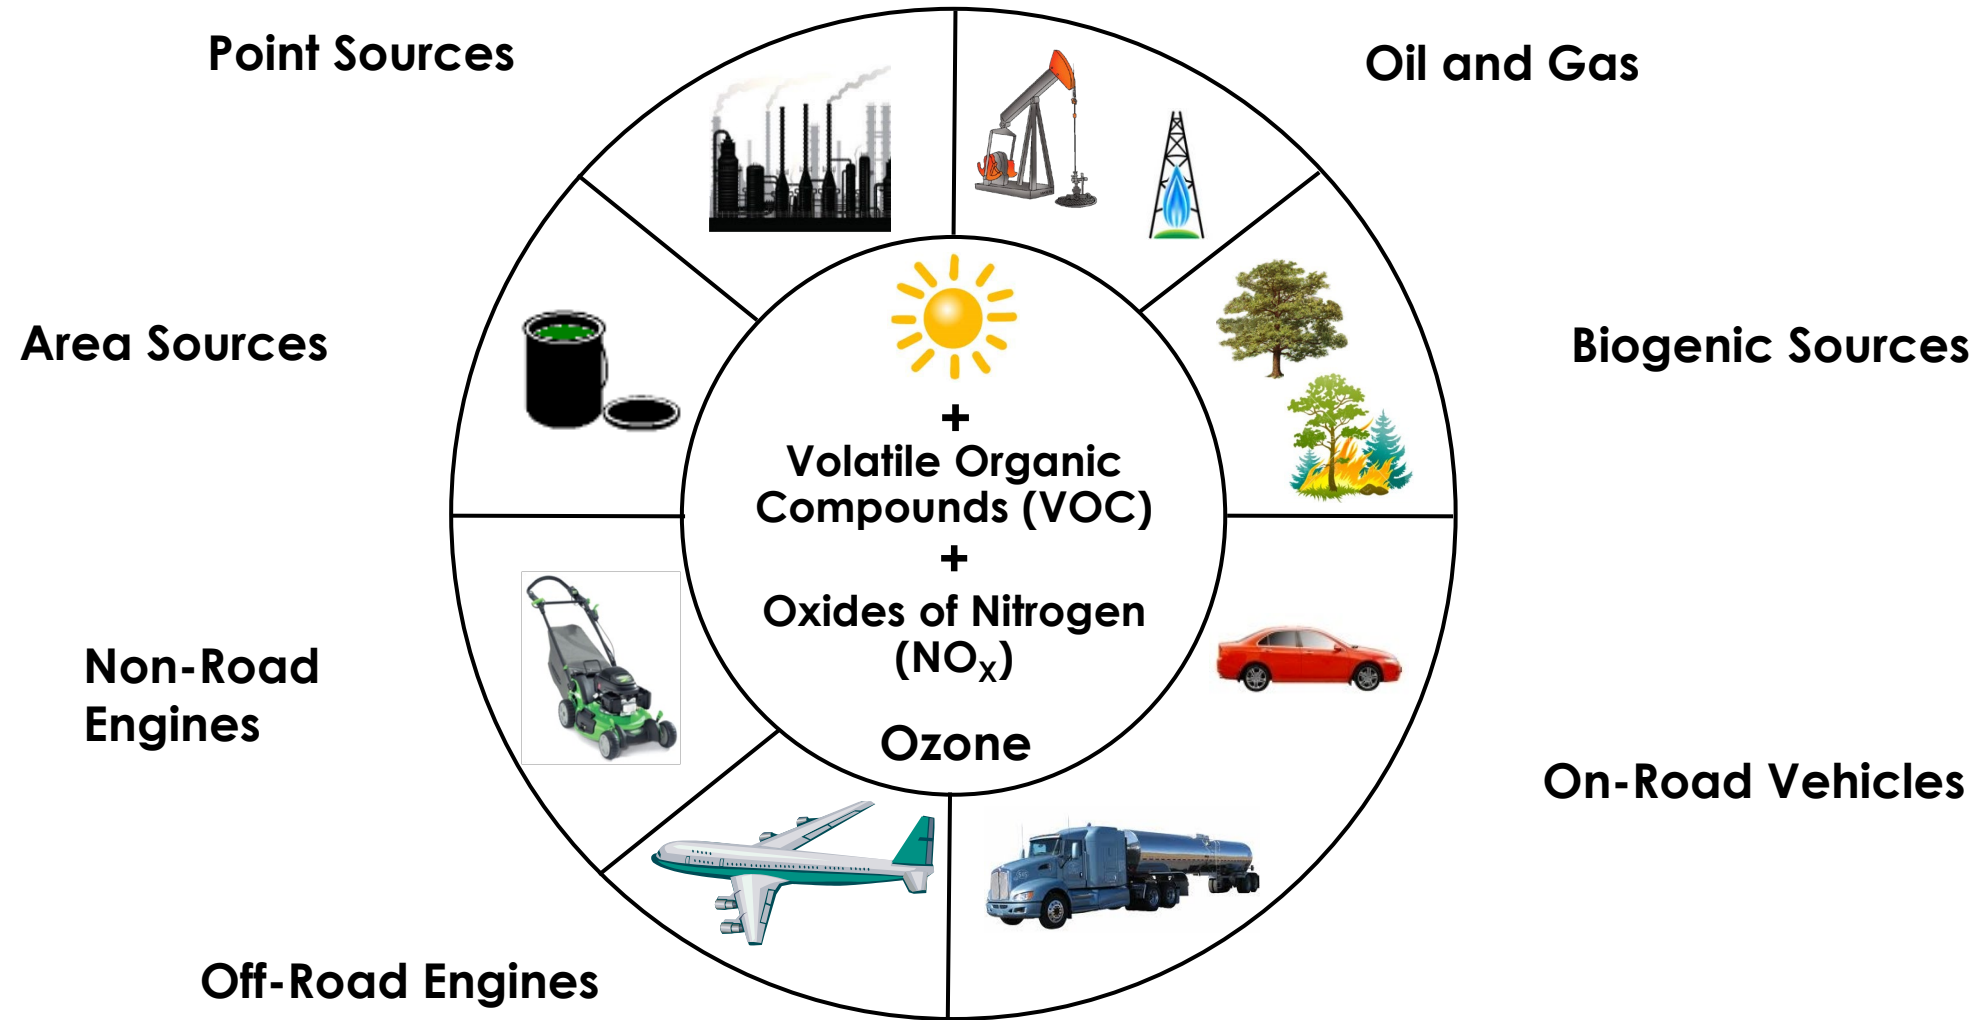 Point Sources
Oil and Gas
Area Sources
Biogenic Sources
+
Volatile Organic
Compounds (VOC)
+
Oxides of Nitrogen
(NOX)
Ozone
Non-Road
Engines
On-Road Vehicles
Off-Road Engines